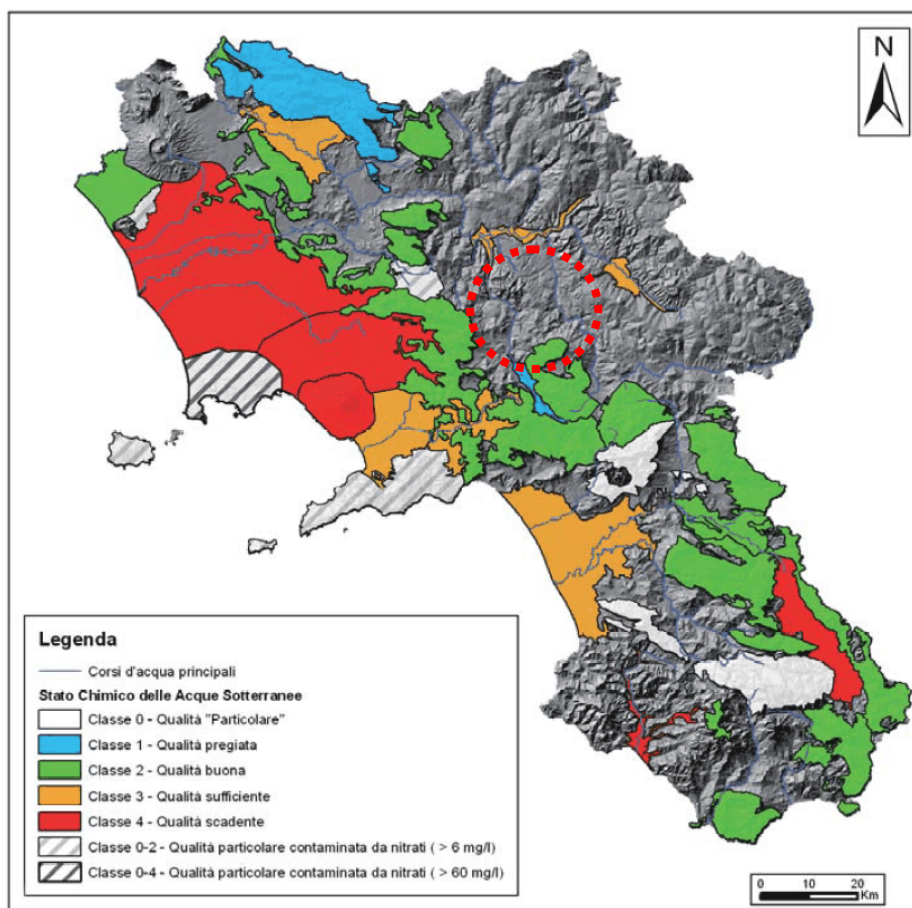 N
Legenda
Corsi d'acqua principali
Stato Chimico delle Acque Sotterranee
Classe 0 - Qualità "Particolare"
Classe 1 - Qualità pregiata
Classe 2 - Qualità buona
Classe 3 - Qualità sufficiente
Classe 4 - Qualità scadente
Classe 0-2 - Qualità particolare contaminata da nitrati ( > 6 mg/l)
Classe 0-4 - Qualità particolare contaminata da nitrati ( > 60 mg/l)
0 10 20
Km